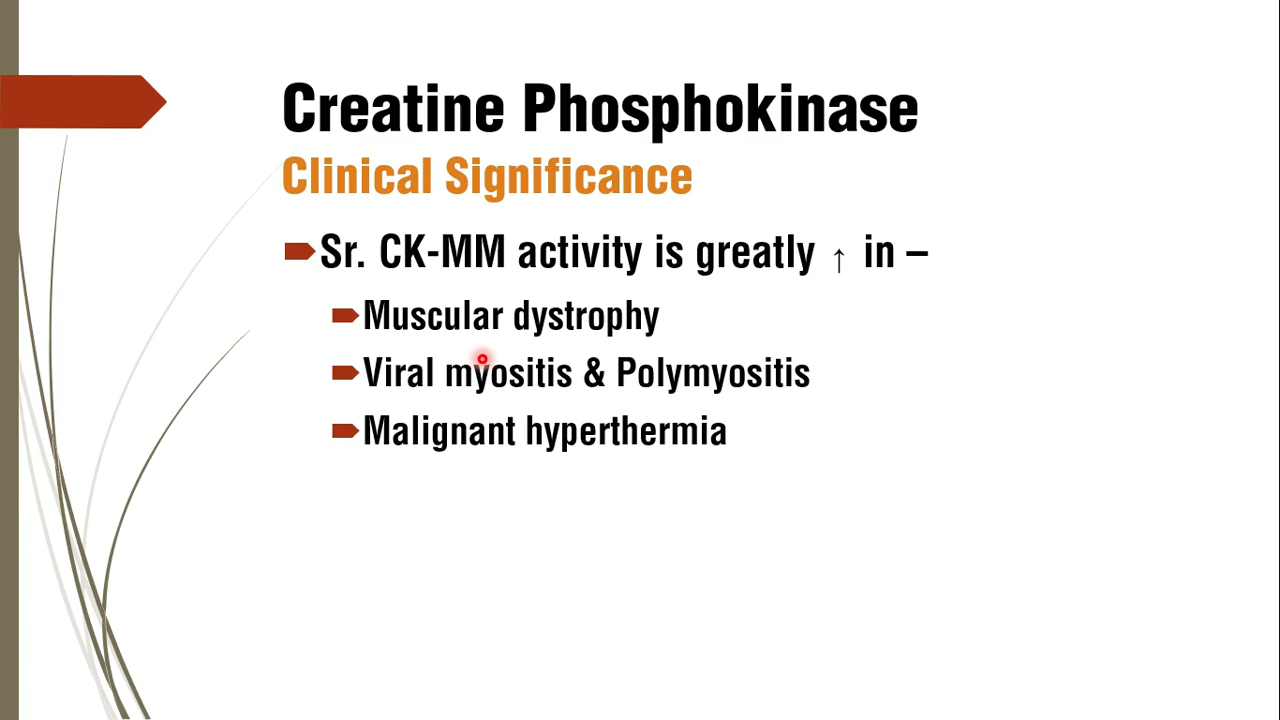 Creatine Phosphokinase
Clinical Significance
Sr. CK-MM activity is greatly ↑ in –
Muscular dystrophy
Viral myositis & Polymyositis
Malignant hyperthermia